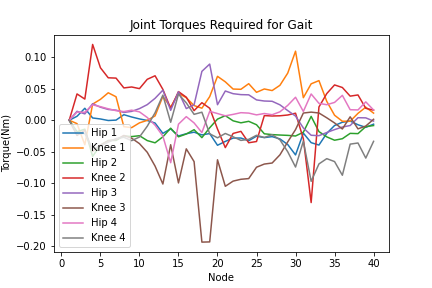 Joint Torques Required for Gait
Torque(Nm)
0.10
0.05
0.00
−0.05
−0.10
−0.15
−0.20
Hip 1
Knee 1
Hip 2
Knee 2
Hip 3
Knee 3
Hip 4
Knee 4
0 5 10 15 20 25 30 35 40
Node